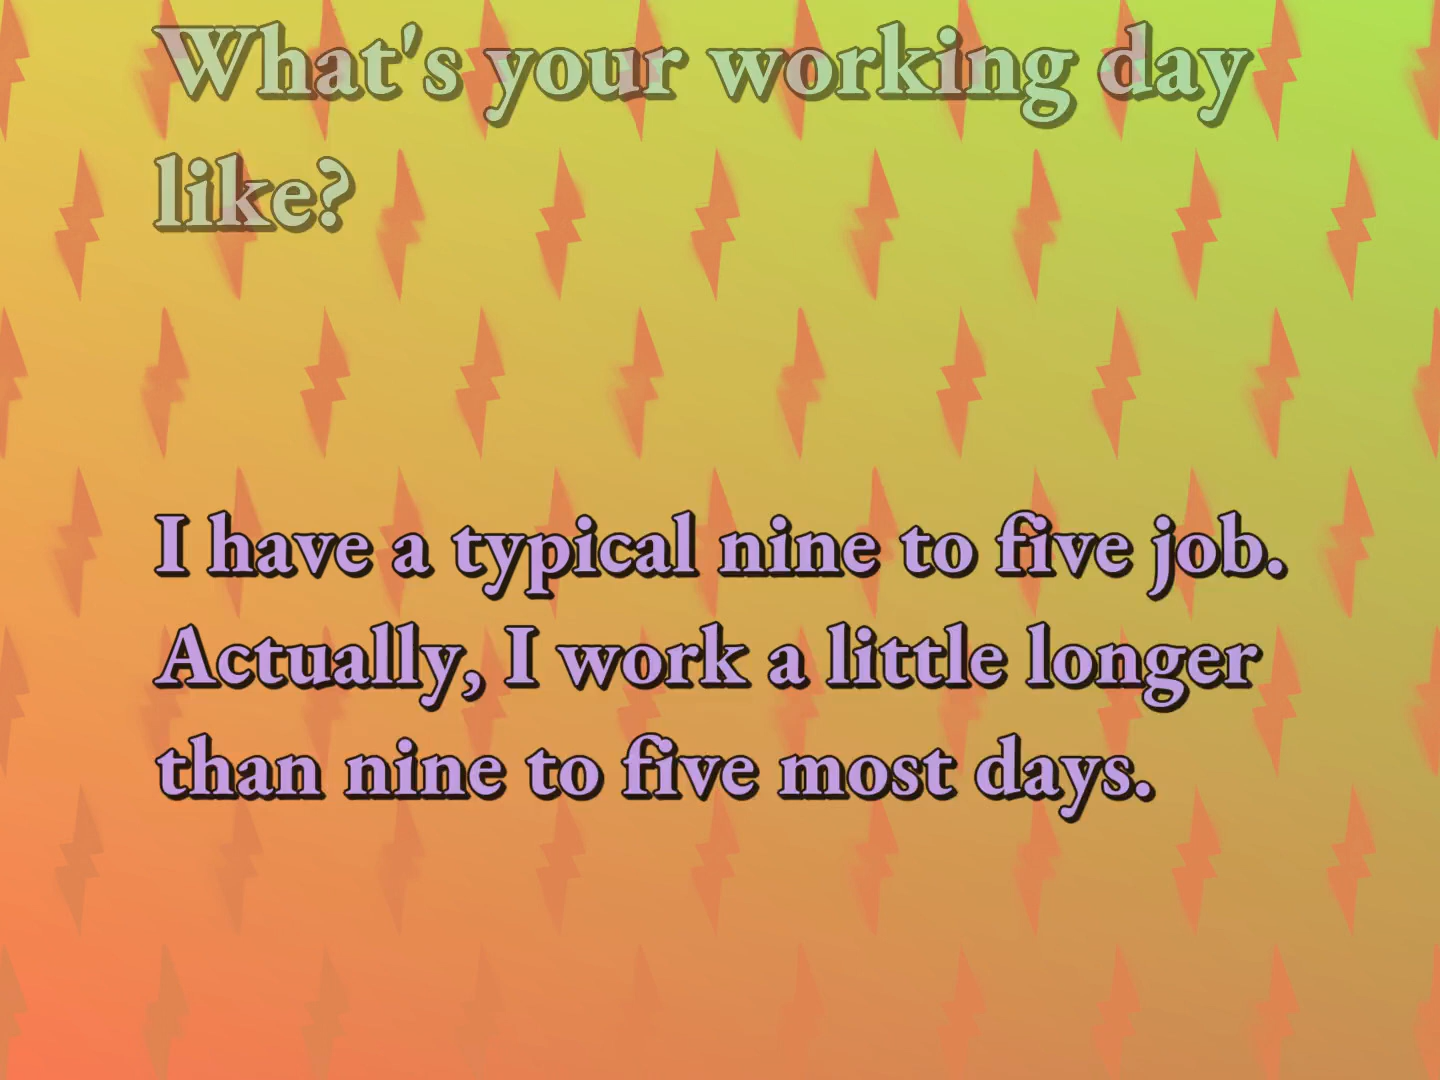 What's your working day
like?
I have a typical nine to five job.
Actually, I work a little longer
than nine to five most days.